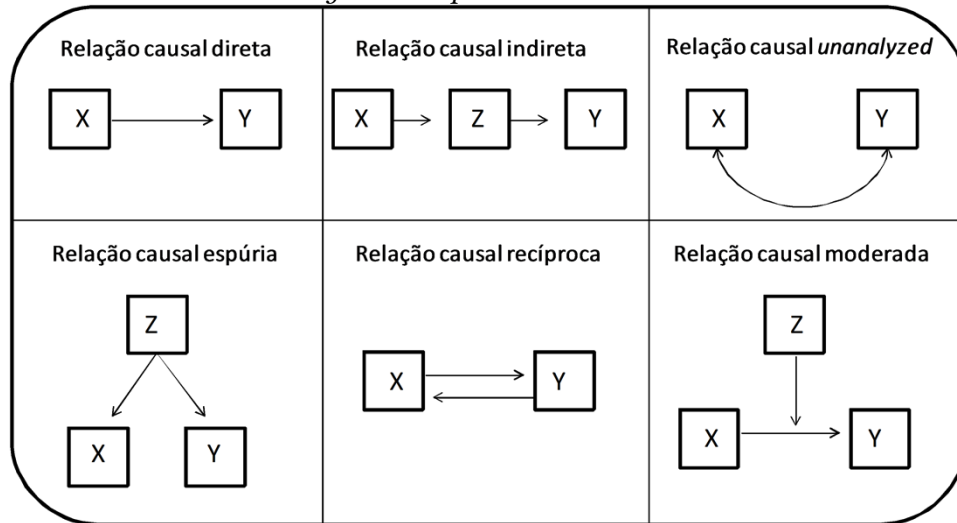 Relação causal direta
Relação causal indireta
Relação causal unanalyzed
X Y
X Z Y
X Y
Relação causal espúria
Relação causal recíproca
Relação causal moderada
Z
X Y
X Y
Z
X Y